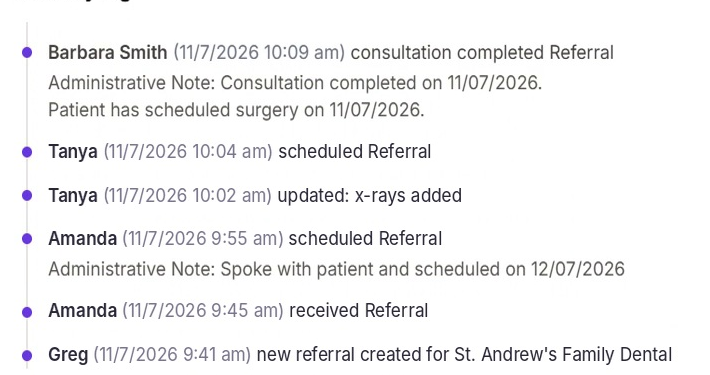 Barbara Smith (11/7/2026 10:09 am) consultation completed Referral
Administrative Note: Consultation completed on 11/07/2026.
Patient has scheduled surgery on 11/07/2026.
Tanya (11/7/2026 10:04 am) scheduled Referral
Tanya (11/7/2026 10:02 am) updated: x-rays added
Amanda (11/7/2026 9:55 am) scheduled Referral
Administrative Note: Spoke with patient and scheduled on 12/07/2026
Amanda (11/7/2026 9:45 am) received Referral
Greg (11/7/2026 9:41 am) new referral created for St. Andrew's Family Dental